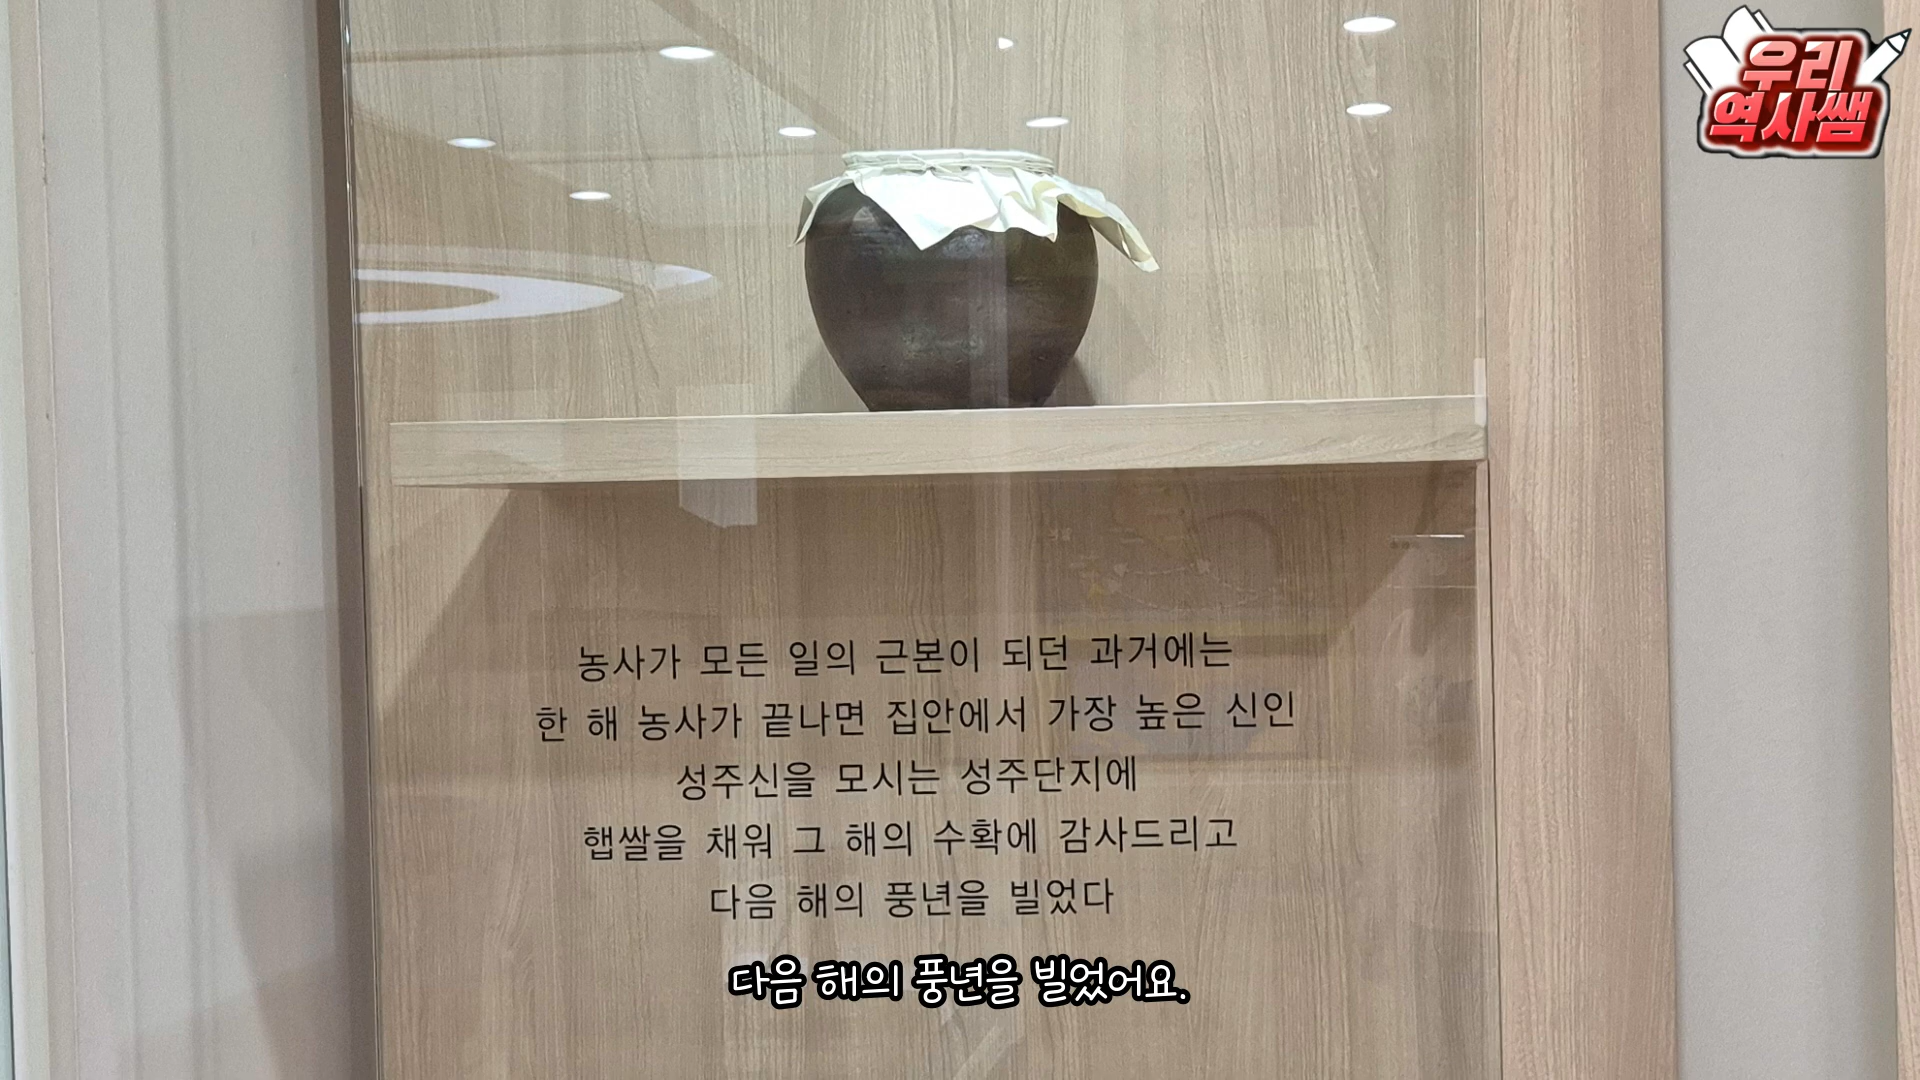 우리
역사쌤
농사가 모든 일의 근본이 되던 과거에는
한 해 농사가 끝나면 집안에서 가장 높은 신인
성주신을 모시는 성주단지에
햅쌀을 채워 그 해의 수확에 감사드리고
다음 해의 풍년을 빌었다
다음 해의 풍년을 빌었어요.